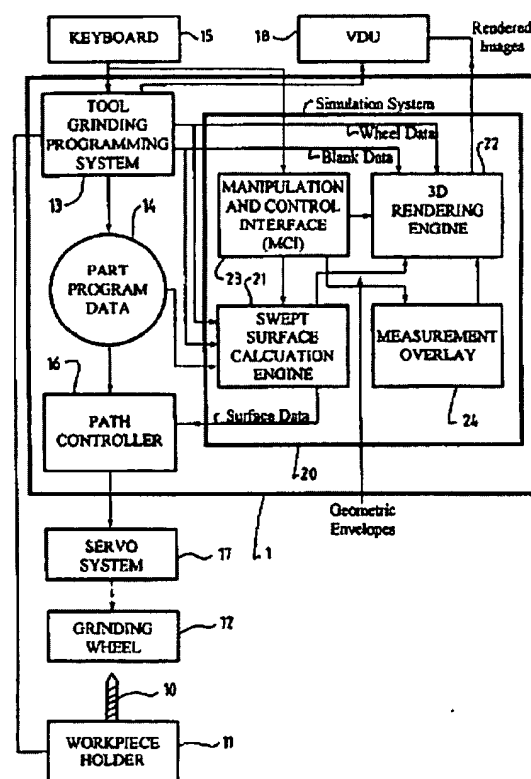 KEYBOARD
15
18
VDU
Rendered
Images
TOOL
GRINDING
PROGRAMMING
SYSTEM
13
Simulation System
Wheel Data
Blank Data
22
MANIPULATION
AND CONTROL
INTERFACE
(MCI)
23
3D
RENDERING
ENGINE
14
PART
PROGRAM
DATA
21
SWEPT
SURFACE
CALCUATION
ENGINE
MEASUREMENT
OVERLAY
24
16
PATH
CONTROLLER
Surface Data
20
Geometric
Envelopes
1
SERVO
SYSTEM
17
GRINDING
WHEEL
12
10
WORKPIECE
HOLDER
11